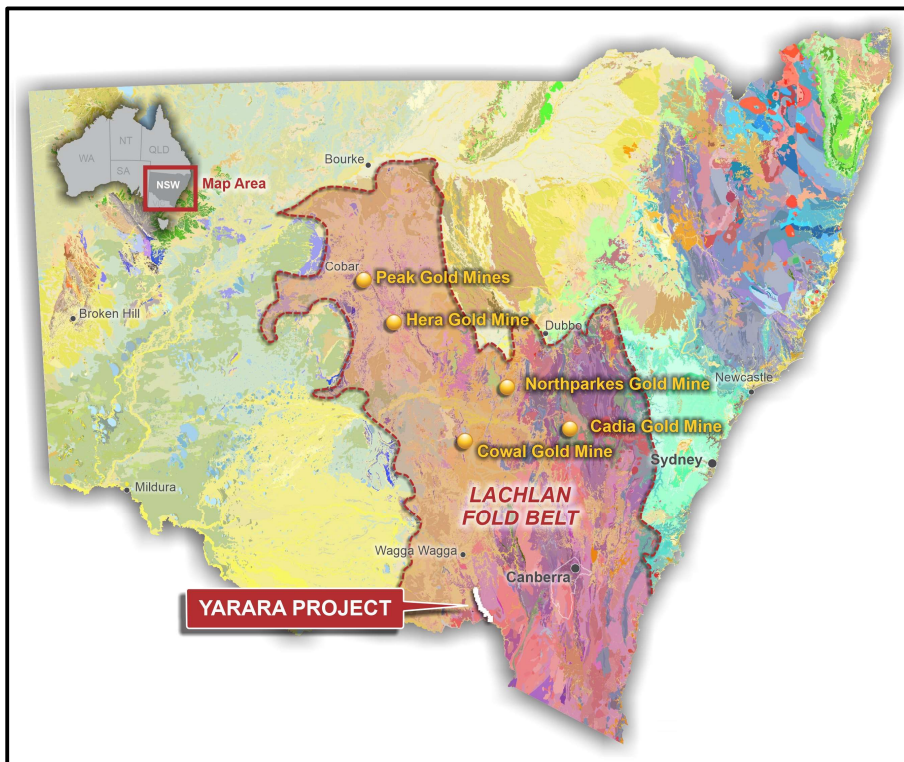 WA
NT
QLD
SA
NSW
Map Area
Bourke
Cobar
Peak Gold Mines
Broken Hill
Hera Gold Mine
Dubbo
Northparkes Gold Mine
Newcastle
Cadia Gold Mine
Cowal Gold Mine
Sydney
Mildura
LACHLAN
FOLD BELT
Wagga Wagga
Canberra
YARARA PROJECT